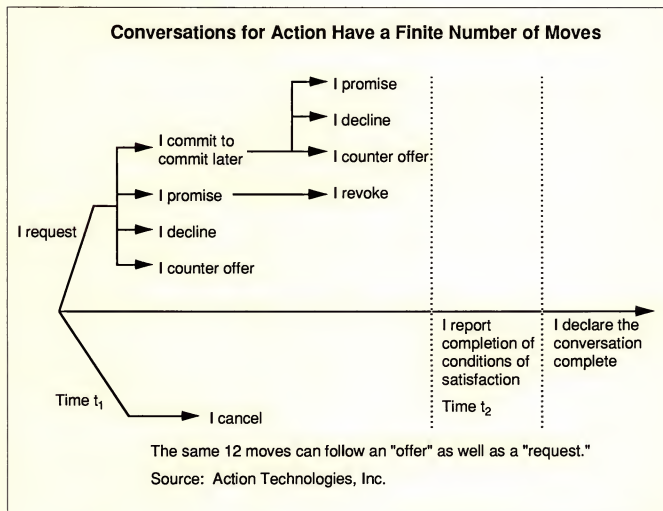 Conversations for Action Have a Finite Number of Moves
I promise
I decline
I commit to
commit later
I counter offer
I promise
I revoke
I request
I decline
I counter offer
I report
completion of
conditions of
satisfaction
I declare the
conversation
complete
Time t₁
Time t₂
I cancel
The same 12 moves can follow an "offer" as well as a "request."
Source: Action Technologies, Inc.